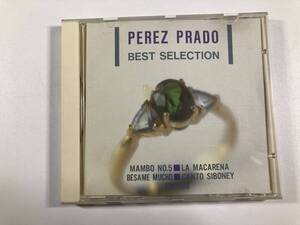 PEREZ PRADO
BEST SELECTION
MAMBO NO.5 ■ LA MACARENA
BESAME MUCHO ■ CANTO SIBONEY